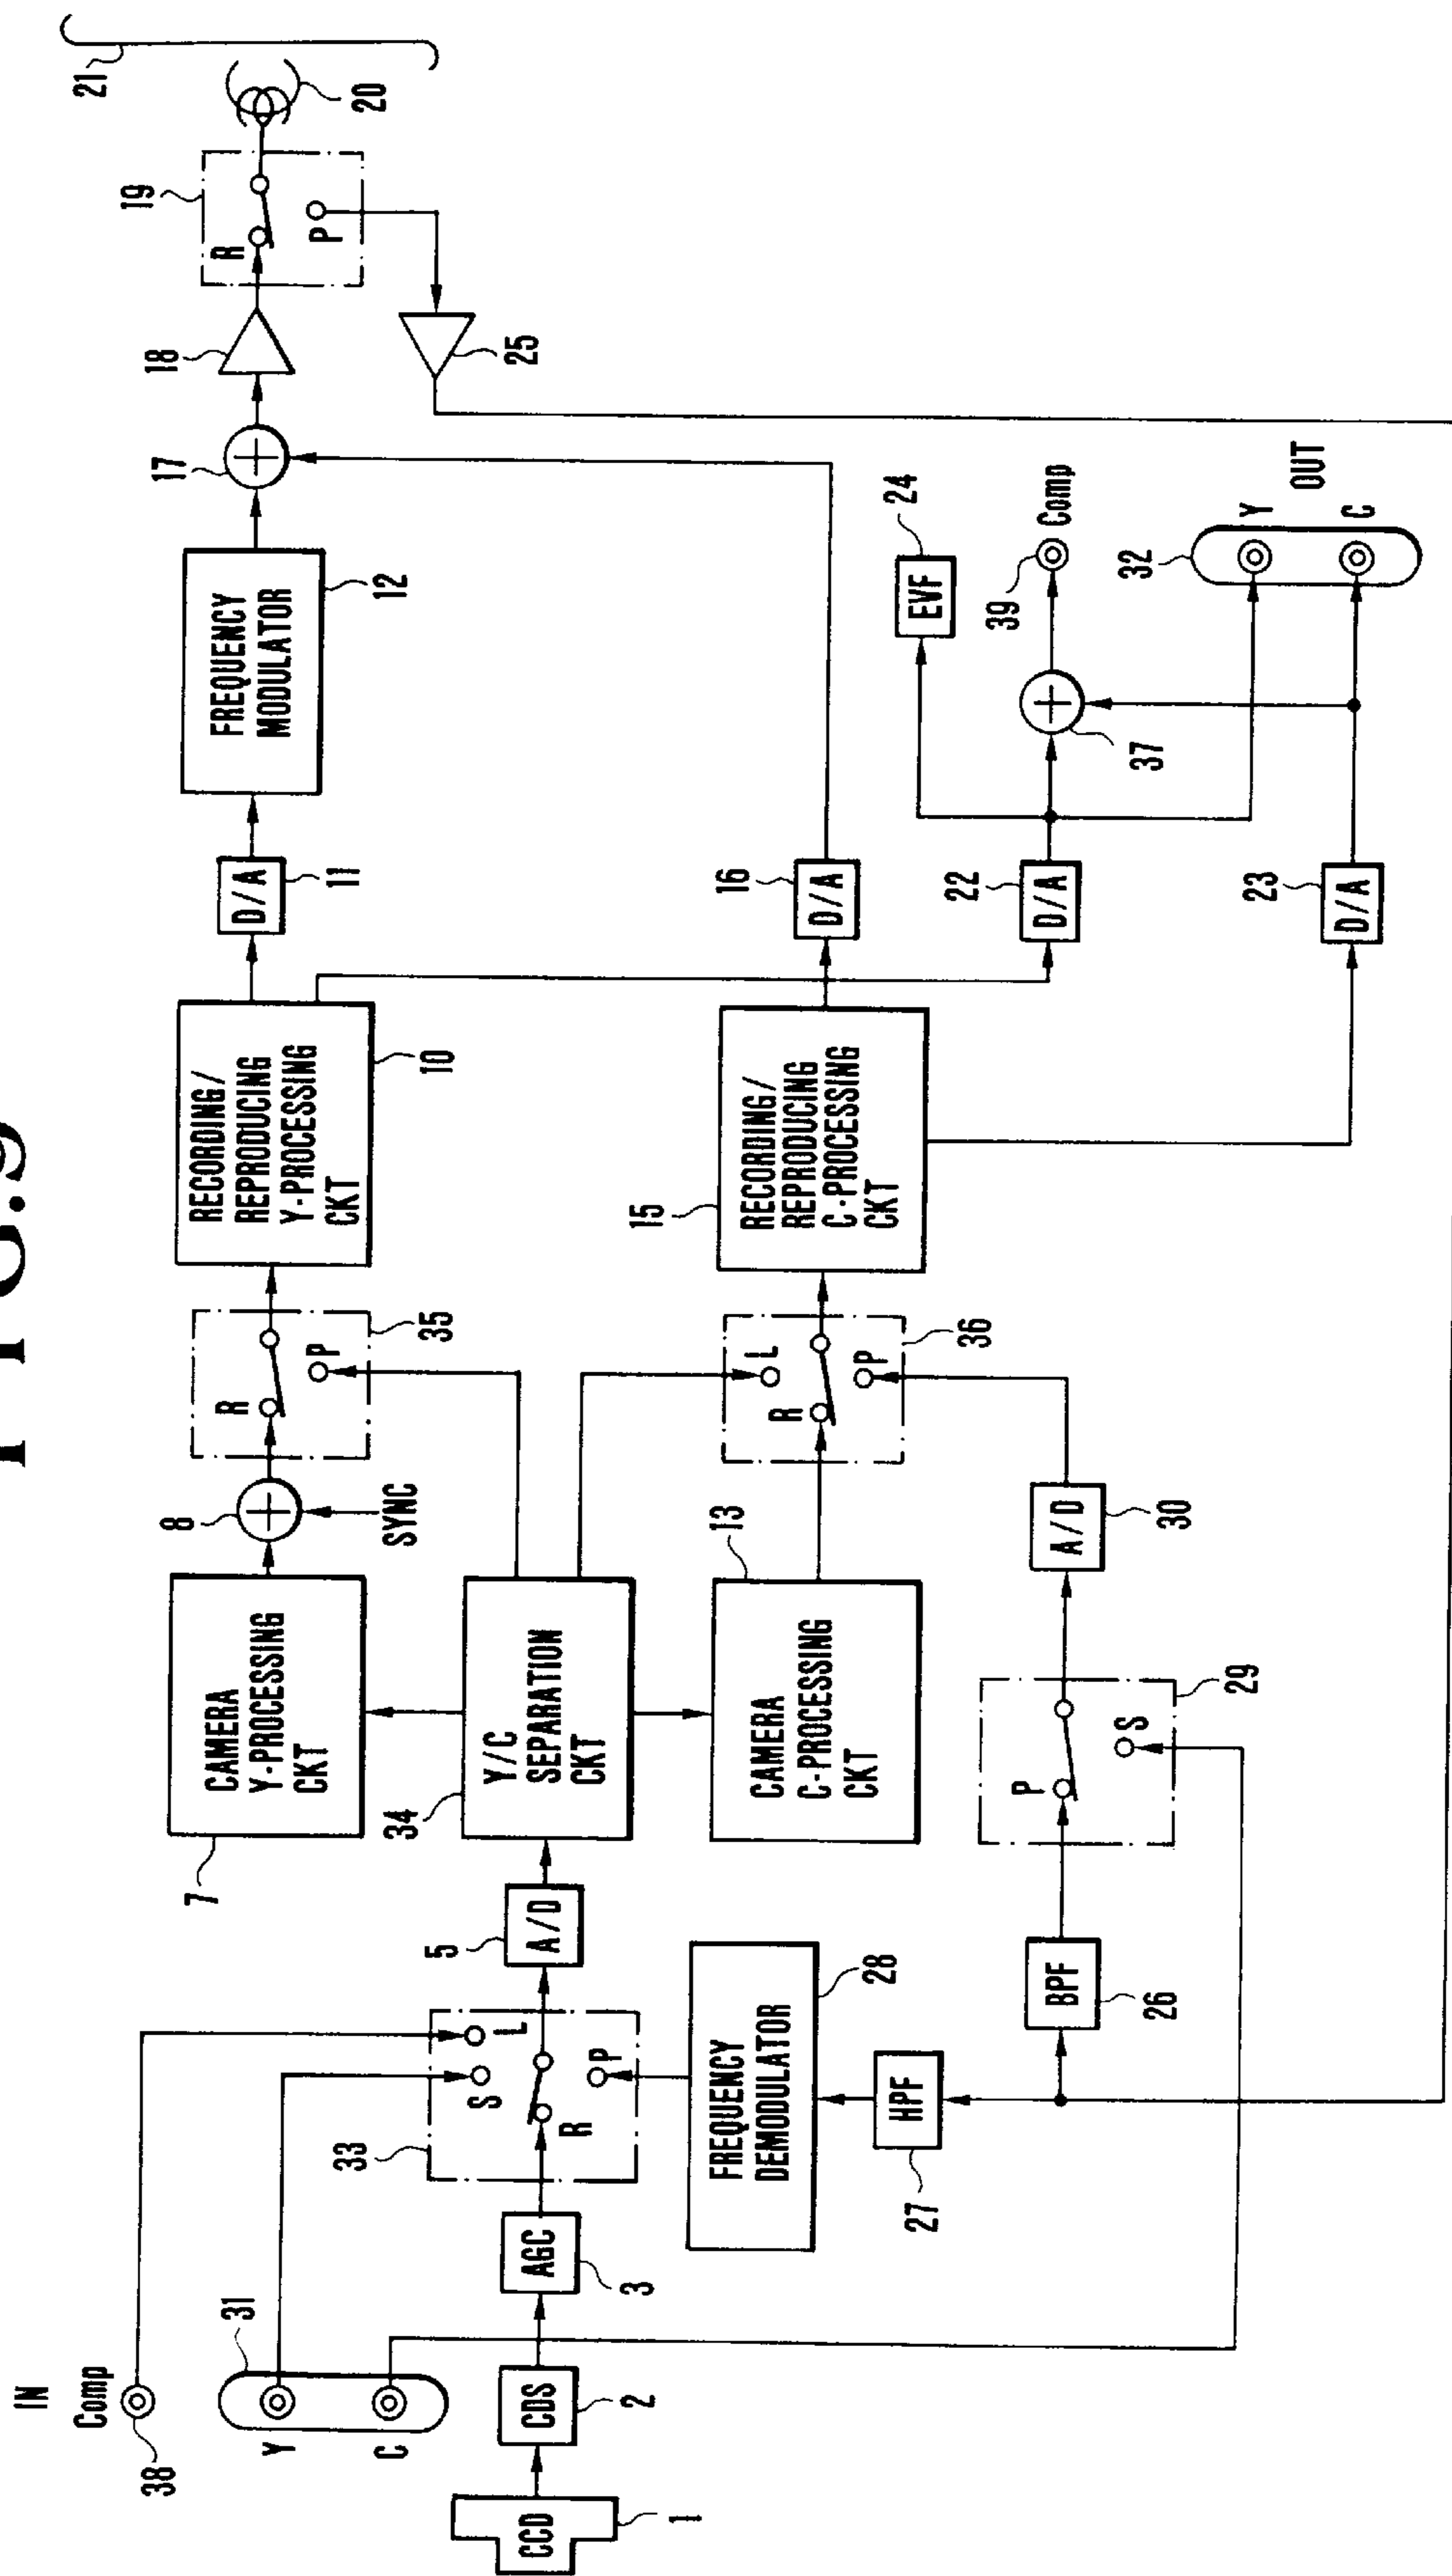 FIG.9
IN
Comp
38
Y
C
31
CCD
1
CDS
2
AGC
3
33
S
L
R
P
A/D
5
34
Y/C
SEPARATION
CKT
7
CAMERA
Y-PROCESSING
CKT
8
SYNC
R
P
35
RECORDING/
REPRODUCING
Y-PROCESSING
CKT
10
D/A
11
FREQUENCY
MODULATOR
12
17
18
19
R
P
20
21
25
13
CAMERA
C-PROCESSING
CKT
L
R
P
36
15
RECORDING/
REPRODUCING
C-PROCESSING
CKT
16
D/A
FREQUENCY
DEMODULATOR
28
HPF
27
BPF
26
P
S
29
A/D
30
22
D/A
23
D/A
EVF
24
37
39
Comp
32
Y
C
OUT